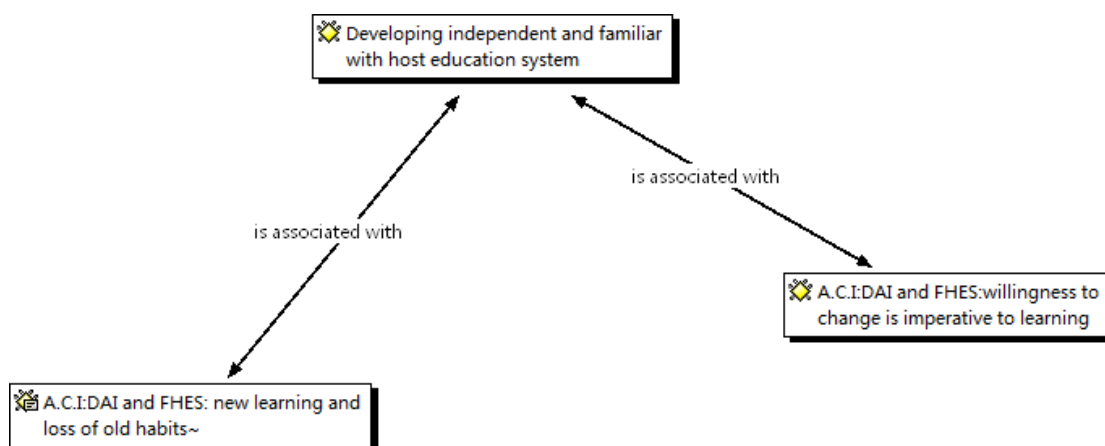 Developing independent and familiar
with host education system
is associated with
is associated with
A.C.I:DAI and FHES:willingness to
change is imperative to learning
A.C.I:DAI and FHES: new learning and
loss of old habits~